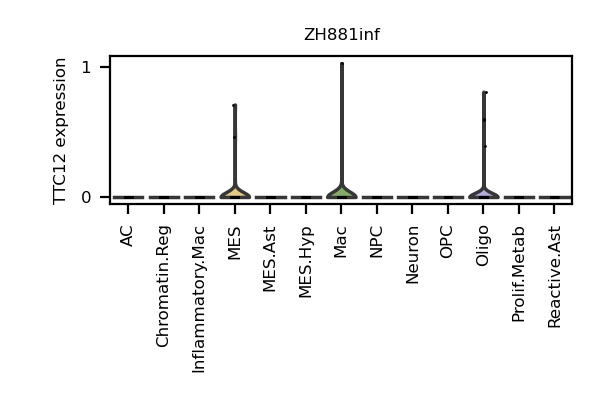 ZH881inf
TTC12 expression
1
0
AC
Chromatin.Reg
Inflammatory.Mac
MES
MES.Ast
MES.Hyp
Mac
NPC
Neuron
OPC
Oligo
Prolif.Metab
Reactive.Ast